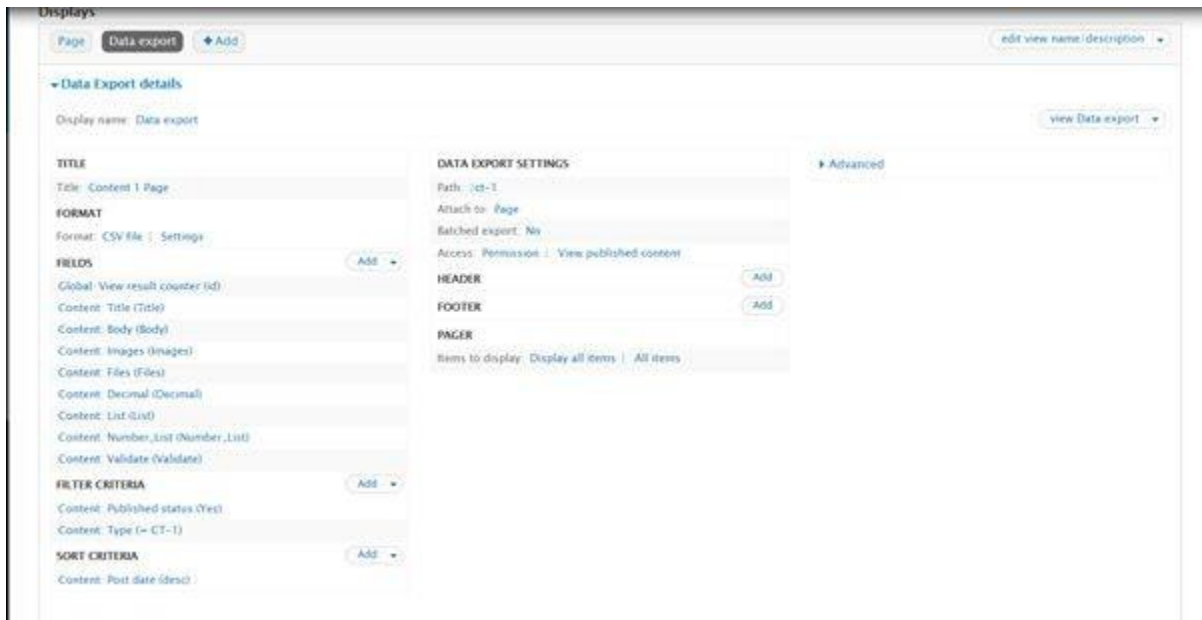 Displays
Page Data export Add
edit view name/description
Data Export details
Display name: Data export
view Data export
TITLE
Title: Content 1 Page
FORMAT
Format: CSV file | Settings
FIELDS
Add
Global: View result counter (id)
Content: Title (Title)
Content: Body (Body)
Content: Images (Images)
Content: Files (Files)
Content: Decimal (Decimal)
Content: List (List)
Content: Number_List (Number_List)
Content: Validate (Validate)
FILTER CRITERIA
Add
Content: Published status (Yes)
Content: Type (= CT-1)
SORT CRITERIA
Add
Content: Post date (desc)
DATA EXPORT SETTINGS
Path: /ct-1
Attach to: Page
Batched export: No
Access: Permission | View published content
HEADER
Add
FOOTER
Add
PAGER
Items to display: Display all items | All items
Advanced